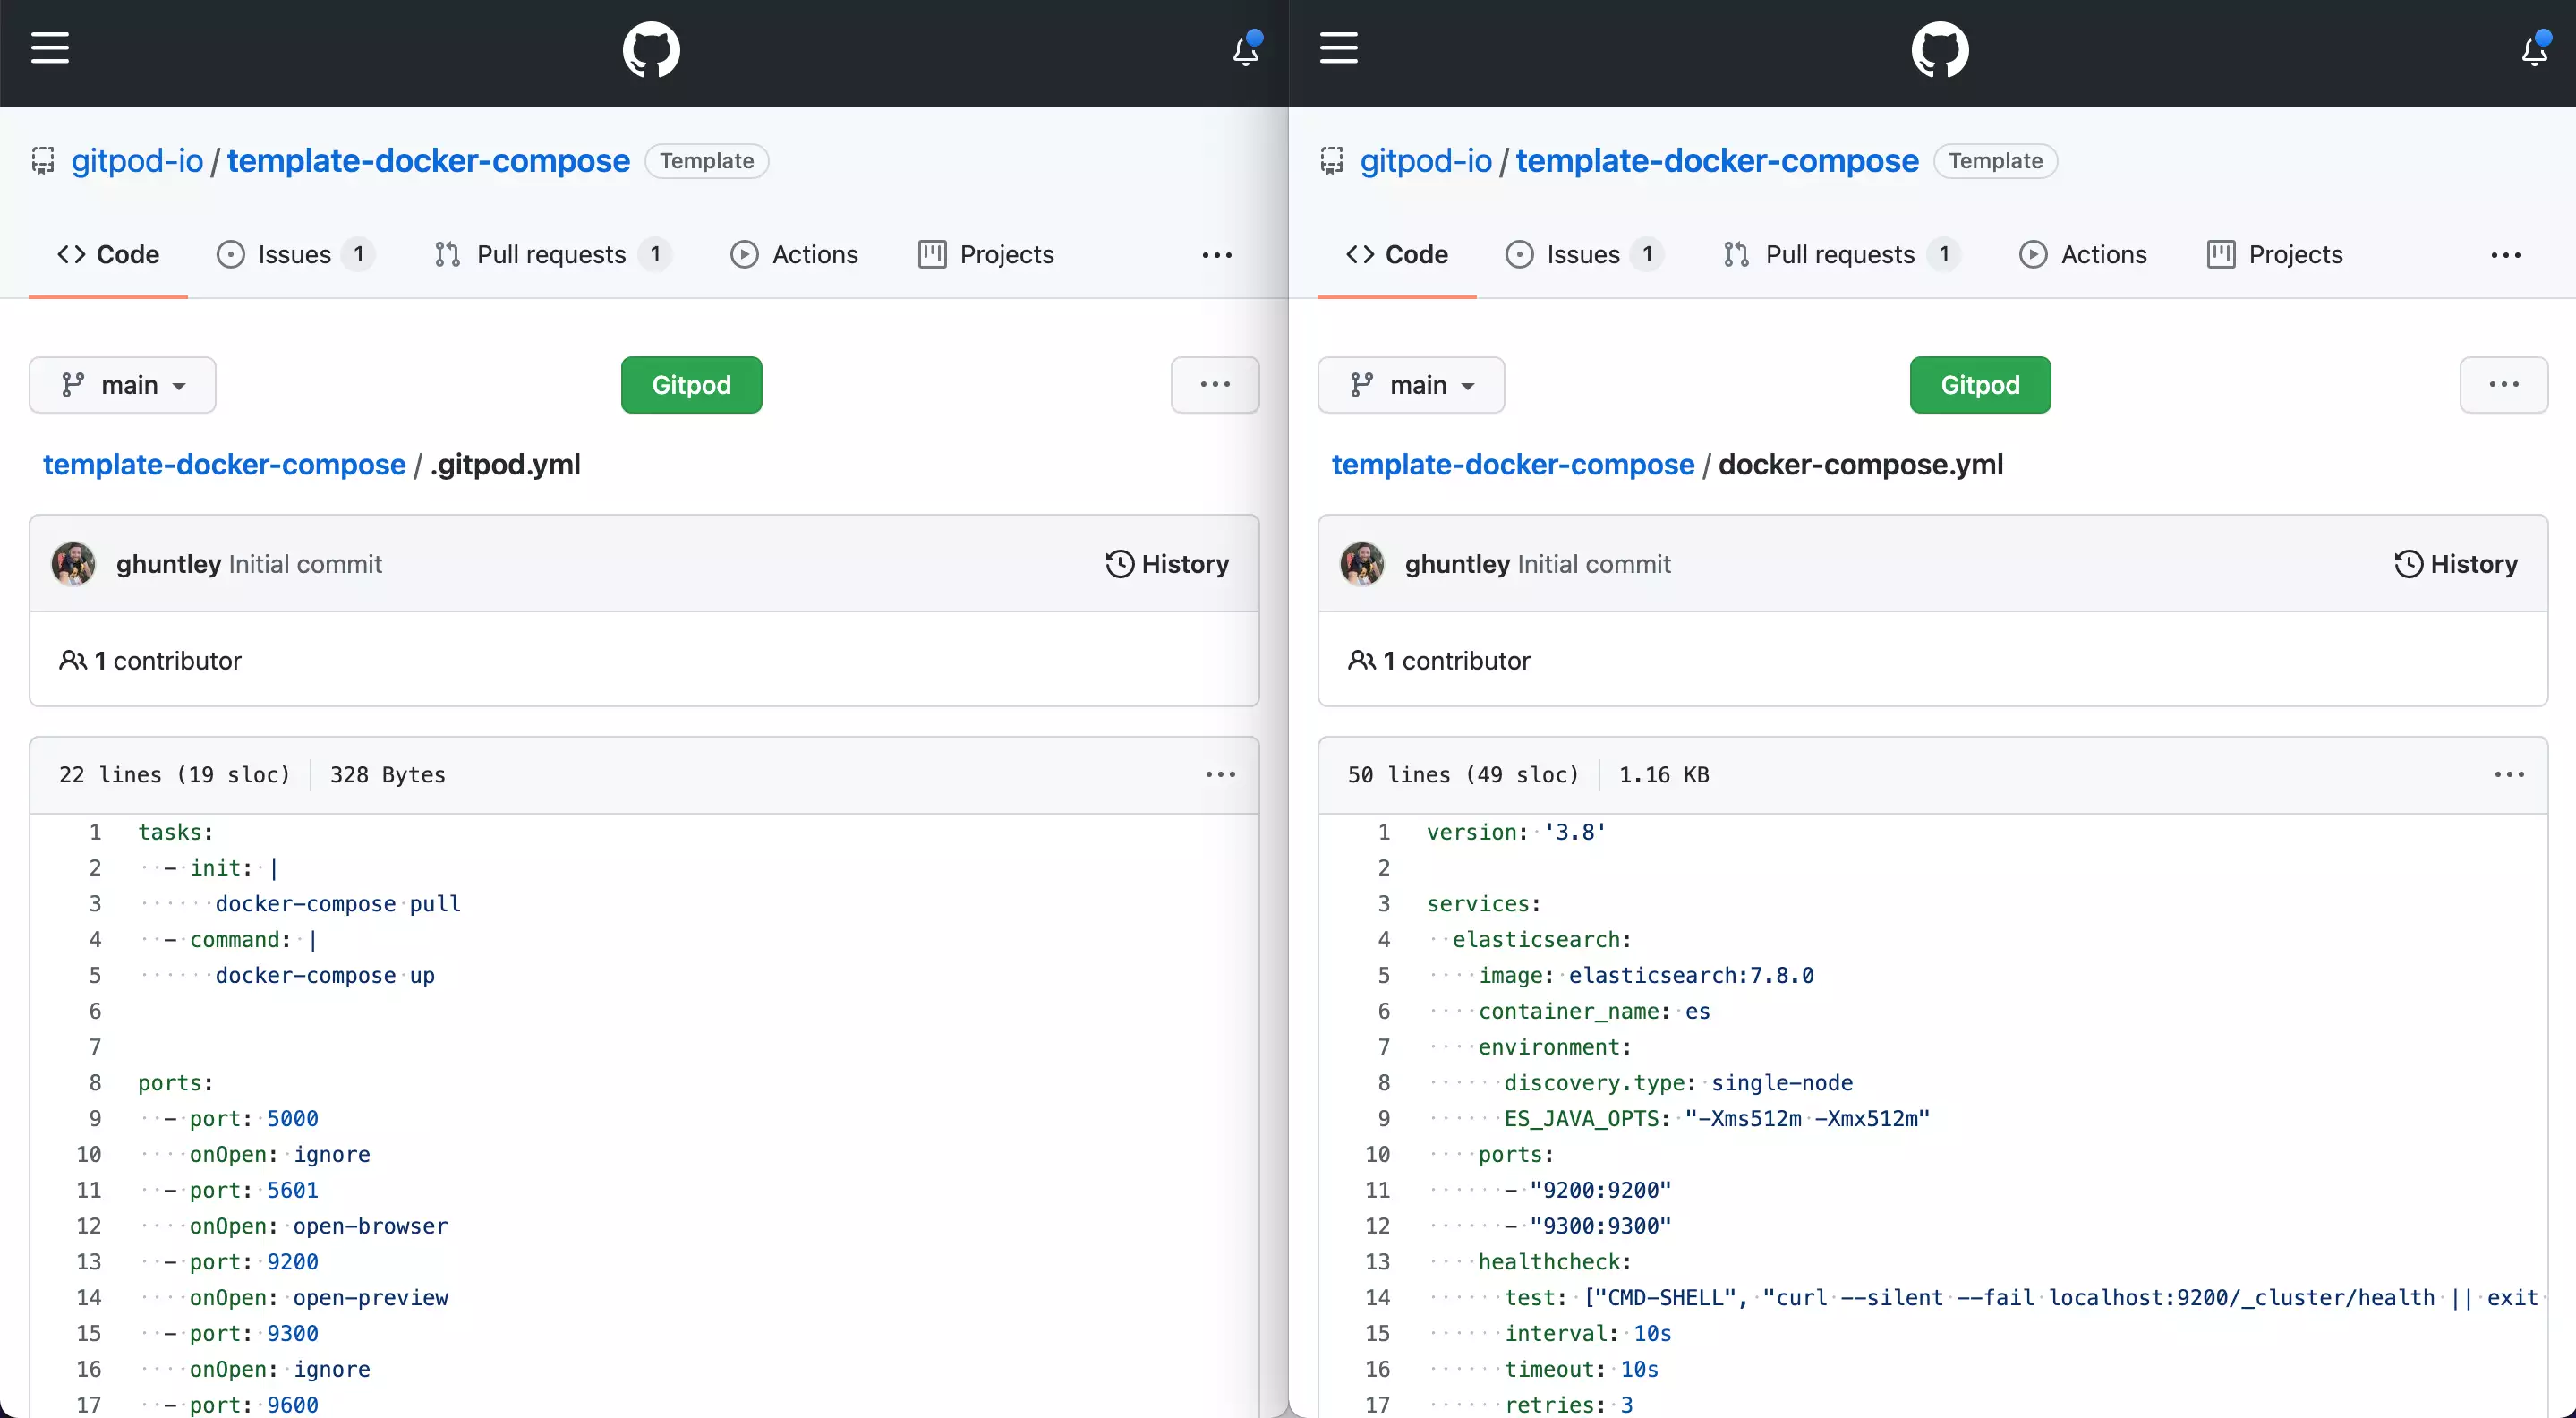 gitpod-io / template-docker-compose Template
Code Issues 1 Pull requests 1 Actions Projects
main Gitpod
template-docker-compose / .gitpod.yml
ghuntley Initial commit History
1 contributor
22 lines (19 sloc) 328 Bytes
1 tasks:
2   - init: |
3       docker-compose pull
4   - command: |
5       docker-compose up
6
7
8 ports:
9   - port: 5000
10     onOpen: ignore
11   - port: 5601
12     onOpen: open-browser
13   - port: 9200
14     onOpen: open-preview
15   - port: 9300
16     onOpen: ignore
17   - port: 9600
gitpod-io / template-docker-compose Template
Code Issues 1 Pull requests 1 Actions Projects
main Gitpod
template-docker-compose / docker-compose.yml
ghuntley Initial commit History
1 contributor
50 lines (49 sloc) 1.16 KB
1 version: '3.8'
2
3 services:
4   elasticsearch:
5     image: elasticsearch:7.8.0
6     container_name: es
7     environment:
8       discovery.type: single-node
9       ES_JAVA_OPTS: "-Xms512m -Xmx512m"
10     ports:
11       - "9200:9200"
12       - "9300:9300"
13     healthcheck:
14       test: ["CMD-SHELL", "curl --silent --fail localhost:9200/_cluster/health || exit
15       interval: 10s
16       timeout: 10s
17       retries: 3